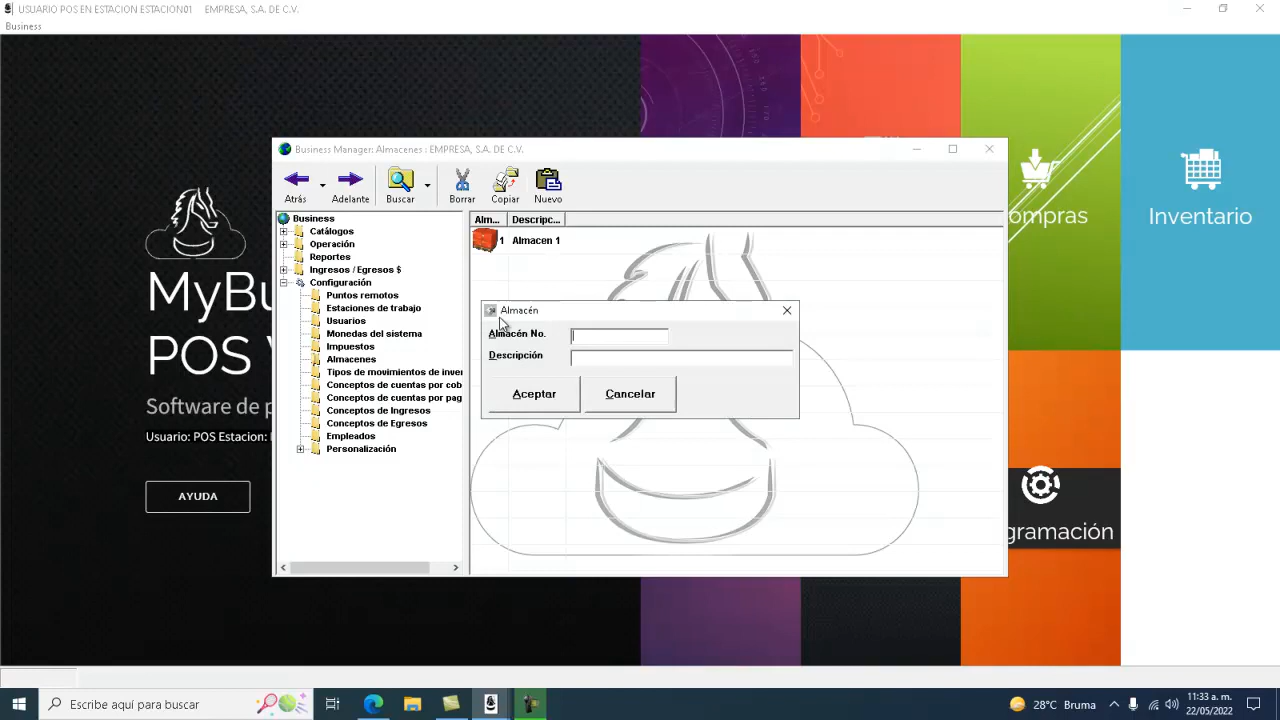 USUARIO POS EN ESTACION ESTACION01 EMPRESA, S.A. DE C.V.
Business
MyBu
POS V
Software de p
Usuario: POS Estacion:
AYUDA
ompras
Inventario
gramación
Business Manager: Almacenes : EMPRESA, S.A. DE C.V.
Atrás
Adelante
Buscar
Borrar
Copiar
Nuevo
Business
Catálogos
Operación
Reportes
Ingresos / Egresos $
Configuración
Puntos remotos
Estaciones de trabajo
Usuarios
Monedas del sistema
Impuestos
Almacenes
Tipos de movimientos de inver
Conceptos de cuentas por cob
Conceptos de cuentas por pag
Conceptos de Ingresos
Conceptos de Egresos
Empleados
Personalización
Alm... Descripc...
1 Almacen 1
Almacén
Almacén No.
Descripción
Aceptar
Cancelar
Escribe aquí para buscar
28°C Bruma
11:33 a. m.
22/05/2022